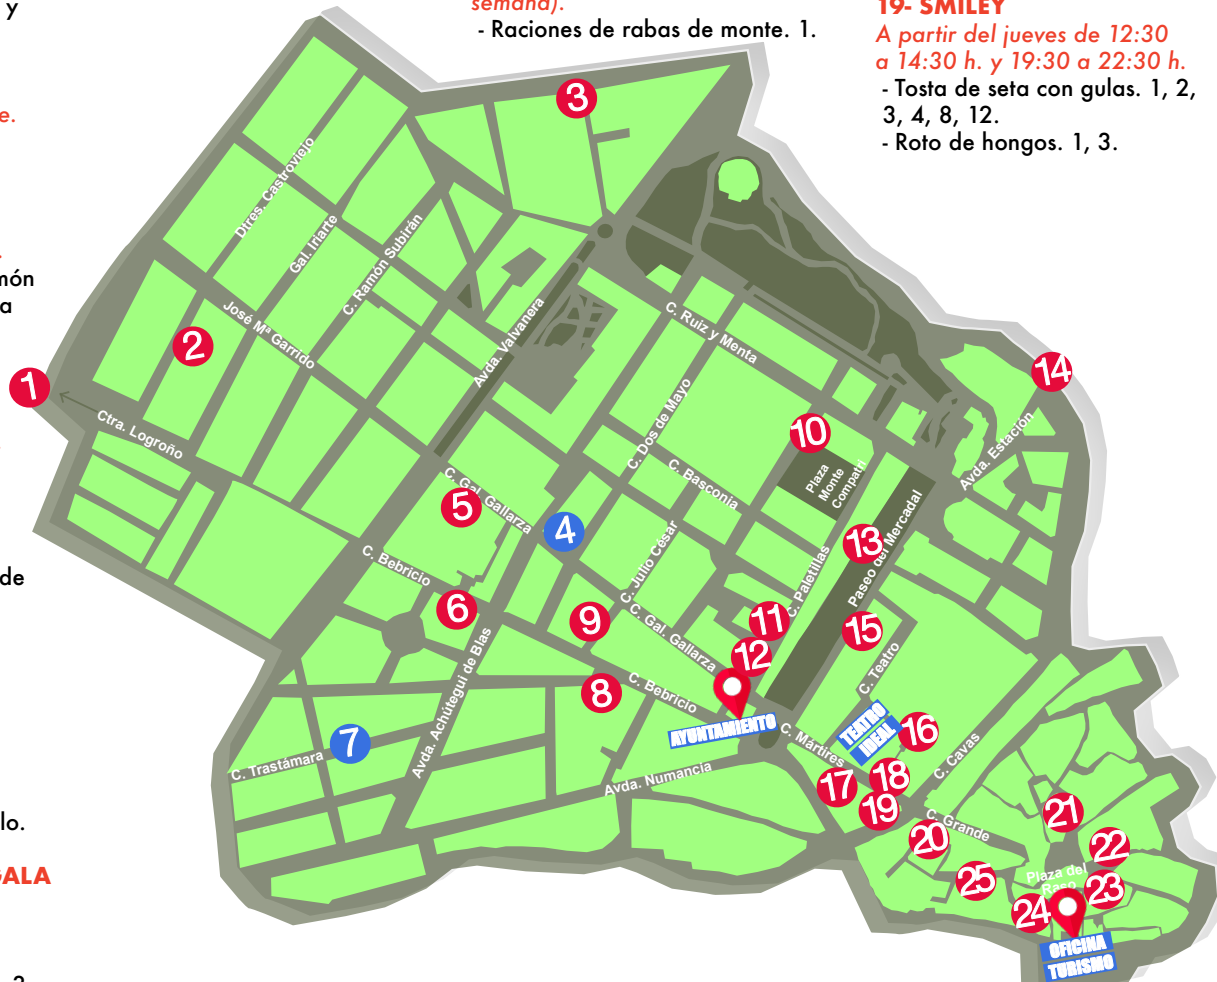 y
semana).
- Raciones de rabas de monte. 1.
19- SMILEY
A partir del jueves de 12:30
a 14:30 h. y 19:30 a 22:30 h.
- Tosta de seta con gulas. 1, 2,
3, 4, 8, 12.
- Roto de hongos. 1, 3.
3
e.
Dtres. Castroviejo
Gal. Iriarte
C. Ramón Subirán
món
a
José Mª Garrido
Avda. Valvanera
C. Ruiz y Menta
2
14
1
Ctra. Logroño
C. Dos de Mayo
10
Avda. Estación
Plaza
Monte
Compatri
C. Basconia
C. Gal. Gallarza
5
4
13
Paseo del Mercadal
C. Bebricio
C. Julio César
C. Paletillas
de
6
9
11
15
C. Gal. Gallarza
12
C. Teatro
Avda. Achútegui de Blas
8
C. Bebricio
AYUNTAMIENTO
TEATRO
IDEAL
16
C. Mártires
7
C. Trastámara
Avda. Numancia
C. Cavas
17
18
19
21
lo.
C. Grande
20
22
GALA
Plaza del
Raso
25
23
24
OFICINA
TURISMO